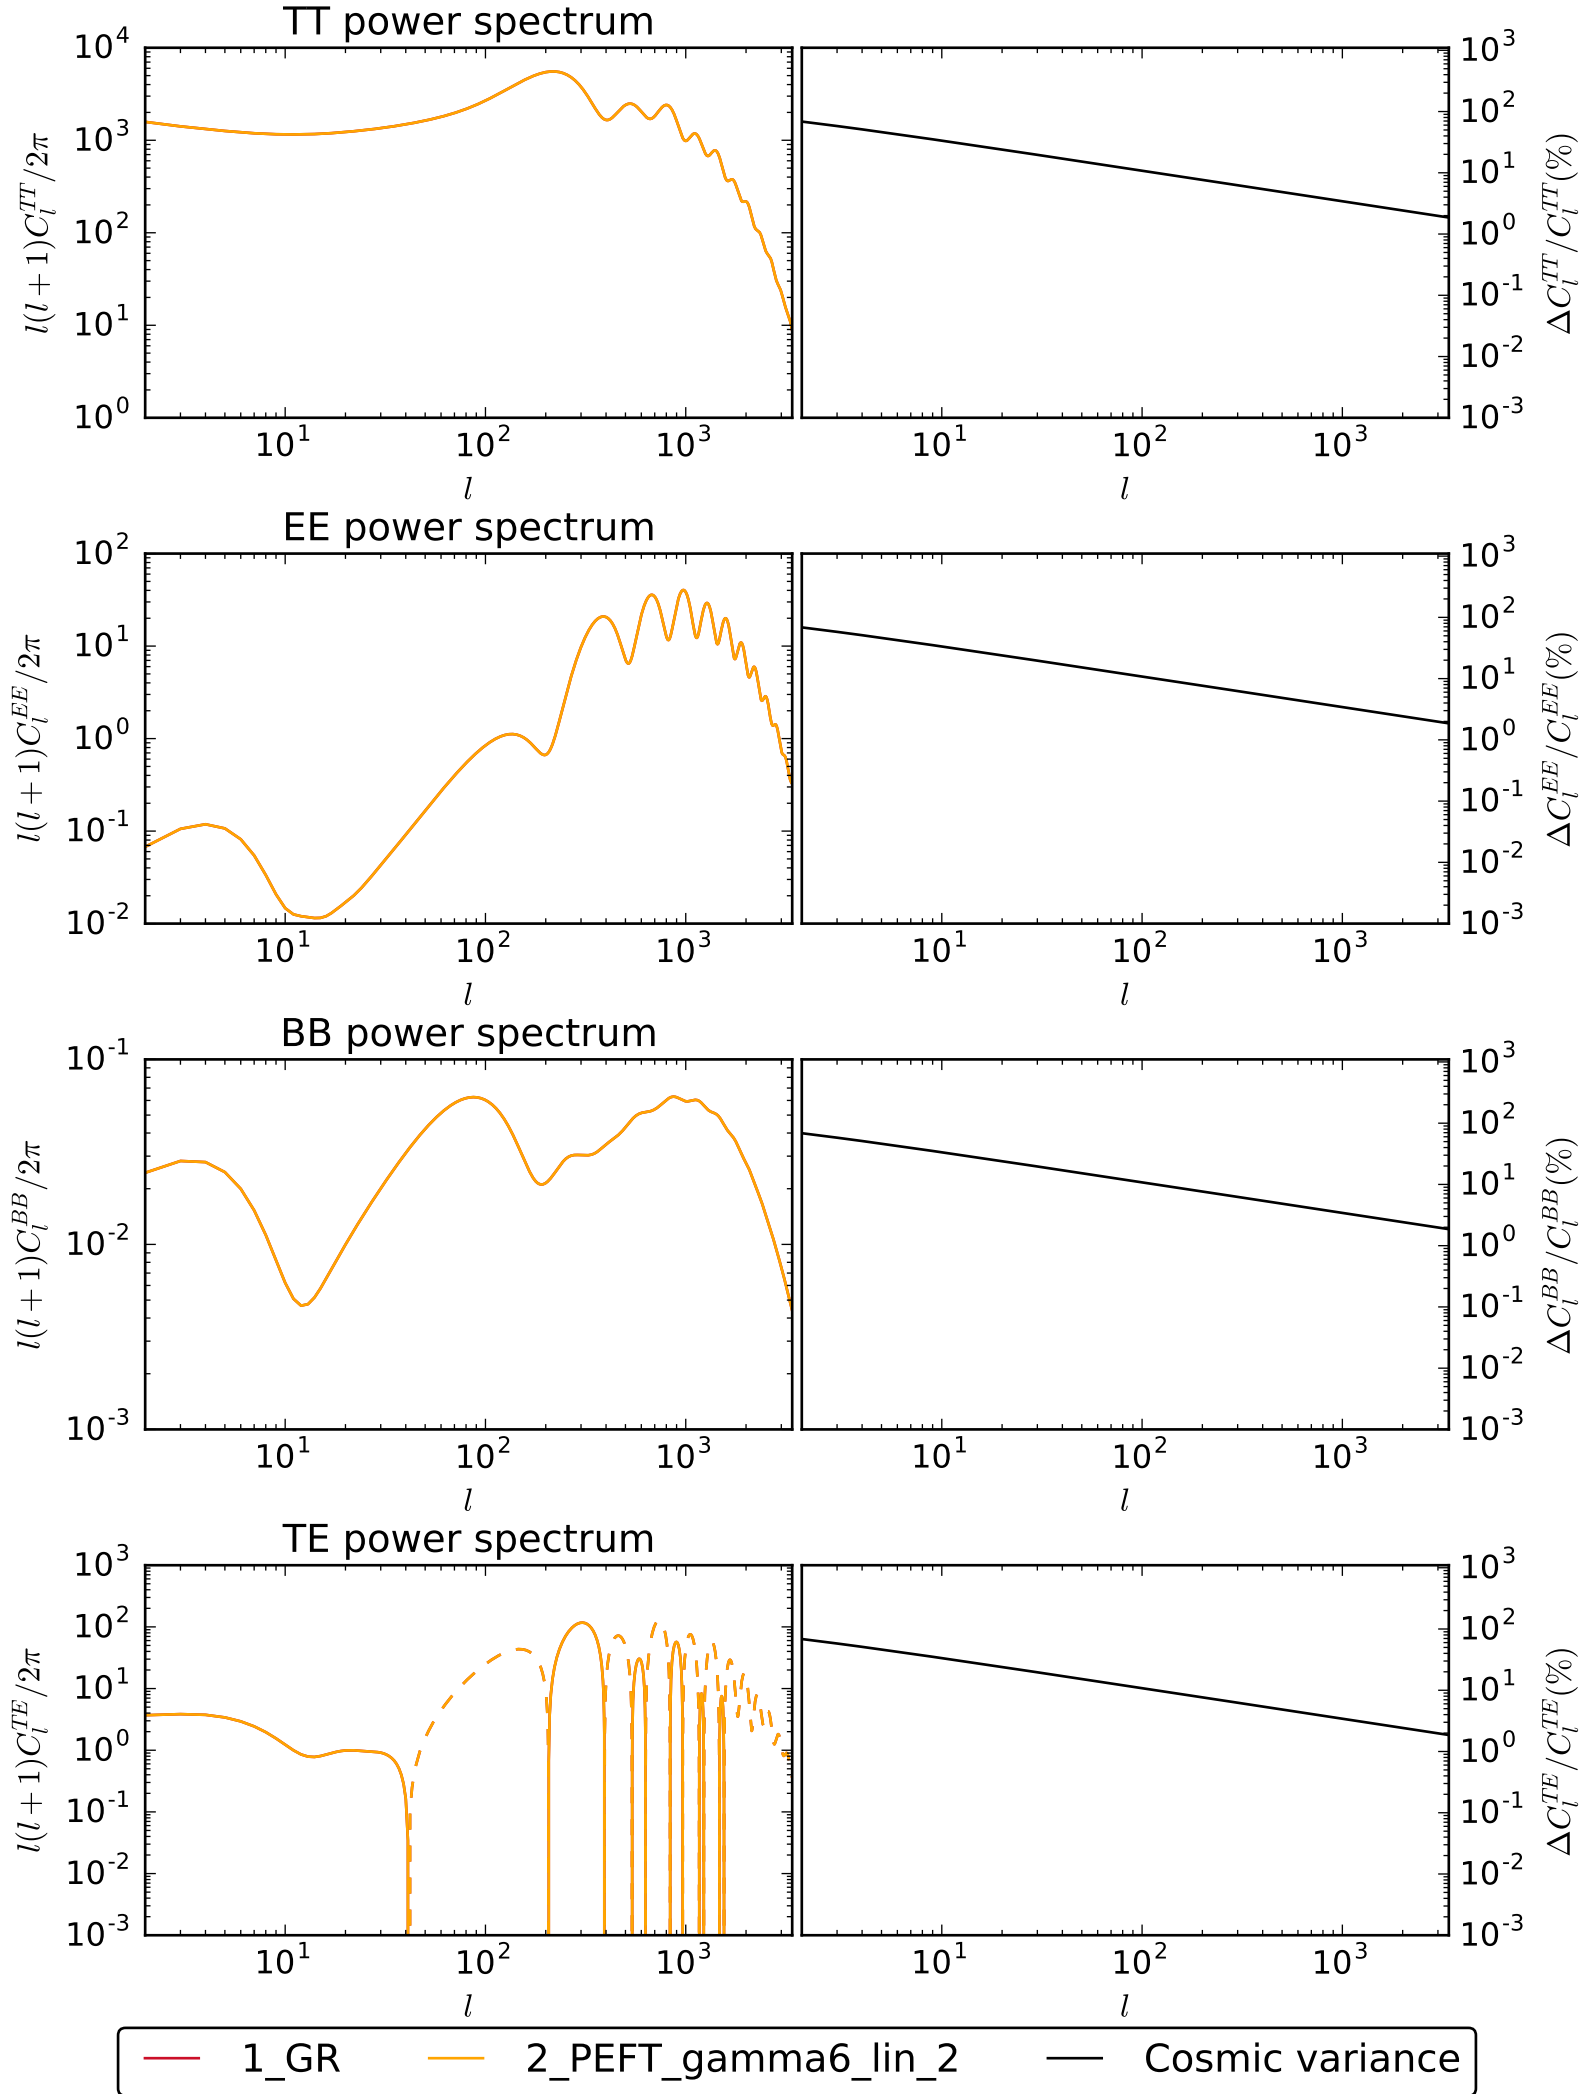 TT power spectrum
10^4
10^3
10^2
10^1
10^0
l(l+1)C_l^{TT}/2π
10^1 10^2 10^3
l
10^3
10^2
10^1
10^0
10^-1
10^-2
10^-3
ΔC_l^{TT}/C_l^{TT}(%)
10^1 10^2 10^3
l
EE power spectrum
10^2
10^1
10^0
10^-1
10^-2
l(l+1)C_l^{EE}/2π
10^1 10^2 10^3
l
10^3
10^2
10^1
10^0
10^-1
10^-2
10^-3
ΔC_l^{EE}/C_l^{EE}(%)
10^1 10^2 10^3
l
BB power spectrum
10^-1
10^-2
10^-3
l(l+1)C_l^{BB}/2π
10^1 10^2 10^3
l
10^3
10^2
10^1
10^0
10^-1
10^-2
10^-3
ΔC_l^{BB}/C_l^{BB}(%)
10^1 10^2 10^3
l
TE power spectrum
10^3
10^2
10^1
10^0
10^-1
10^-2
10^-3
l(l+1)C_l^{TE}/2π
10^1 10^2 10^3
l
10^3
10^2
10^1
10^0
10^-1
10^-2
10^-3
ΔC_l^{TE}/C_l^{TE}(%)
10^1 10^2 10^3
l
1_GR 2_PEFT_gamma6_lin_2 Cosmic variance